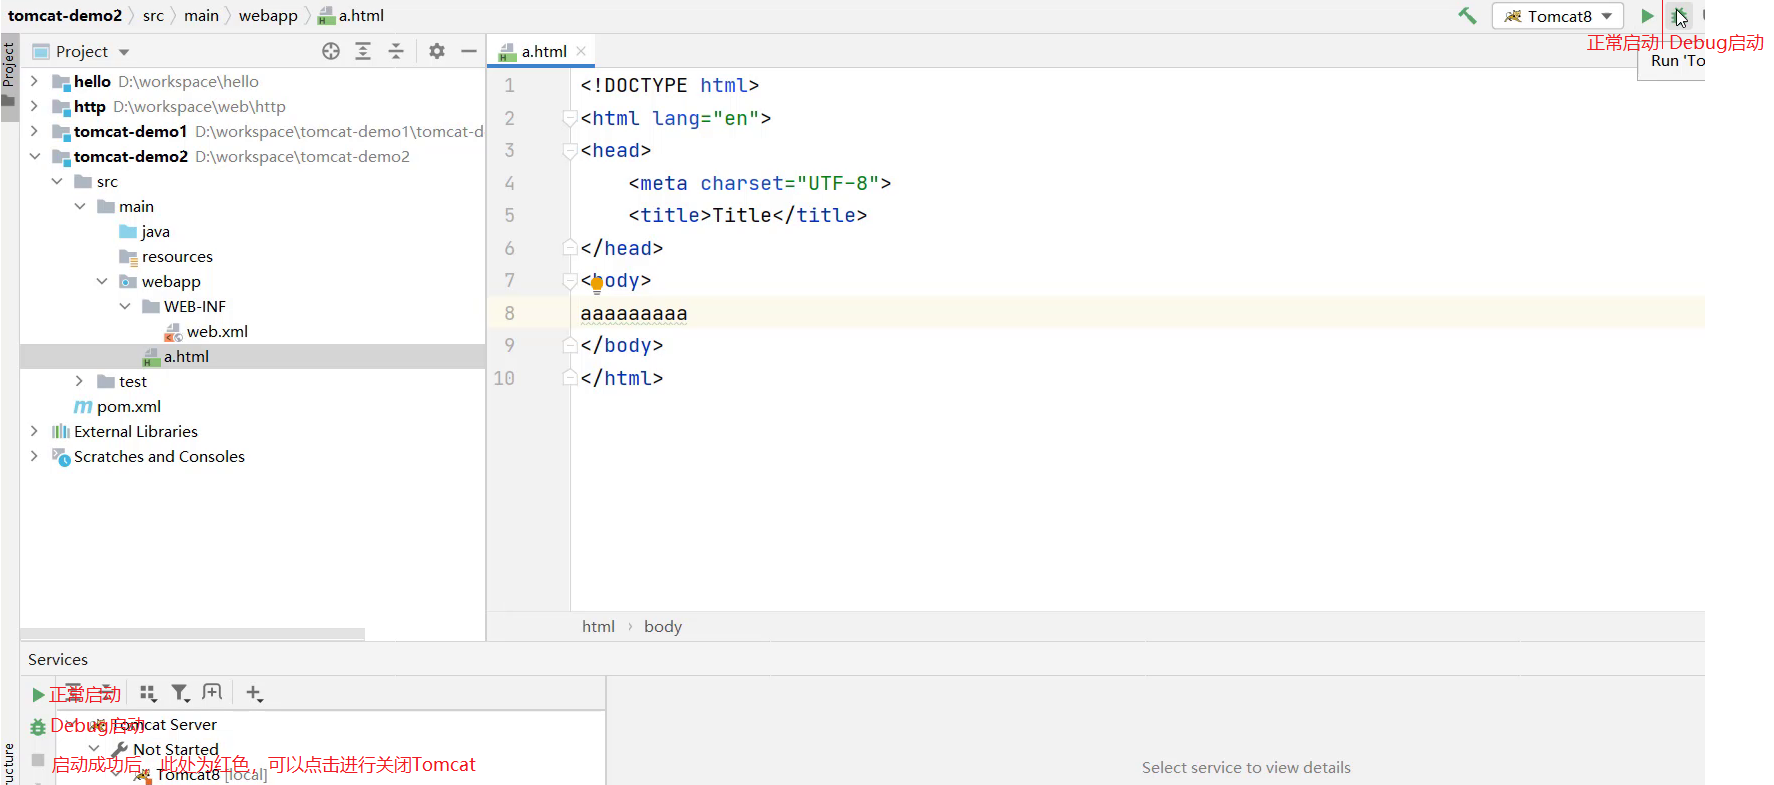 tomcat-demo2 src main webapp a.html
Tomcat8
正常启动 Debug启动
Run 'To
Project
Project
a.html
hello D:\workspace\hello
http D:\workspace\web\http
tomcat-demo1 D:\workspace\tomcat-demo1\tomcat-d
tomcat-demo2 D:\workspace\tomcat-demo2
src
main
java
resources
webapp
WEB-INF
web.xml
a.html
test
pom.xml
External Libraries
Scratches and Consoles
1 <!DOCTYPE html>
2 <html lang="en">
3 <head>
4 <meta charset="UTF-8">
5 <title>Title</title>
6 </head>
7 <body>
8 aaaaaaaaa
9 </body>
10 </html>
html › body
Services
正常启动
Debug启动
Tomcat Server
Not Started
启动成功后，此处为红色，可以点击进行关闭Tomcat
Tomcat8 [local]
Select service to view details
ucture